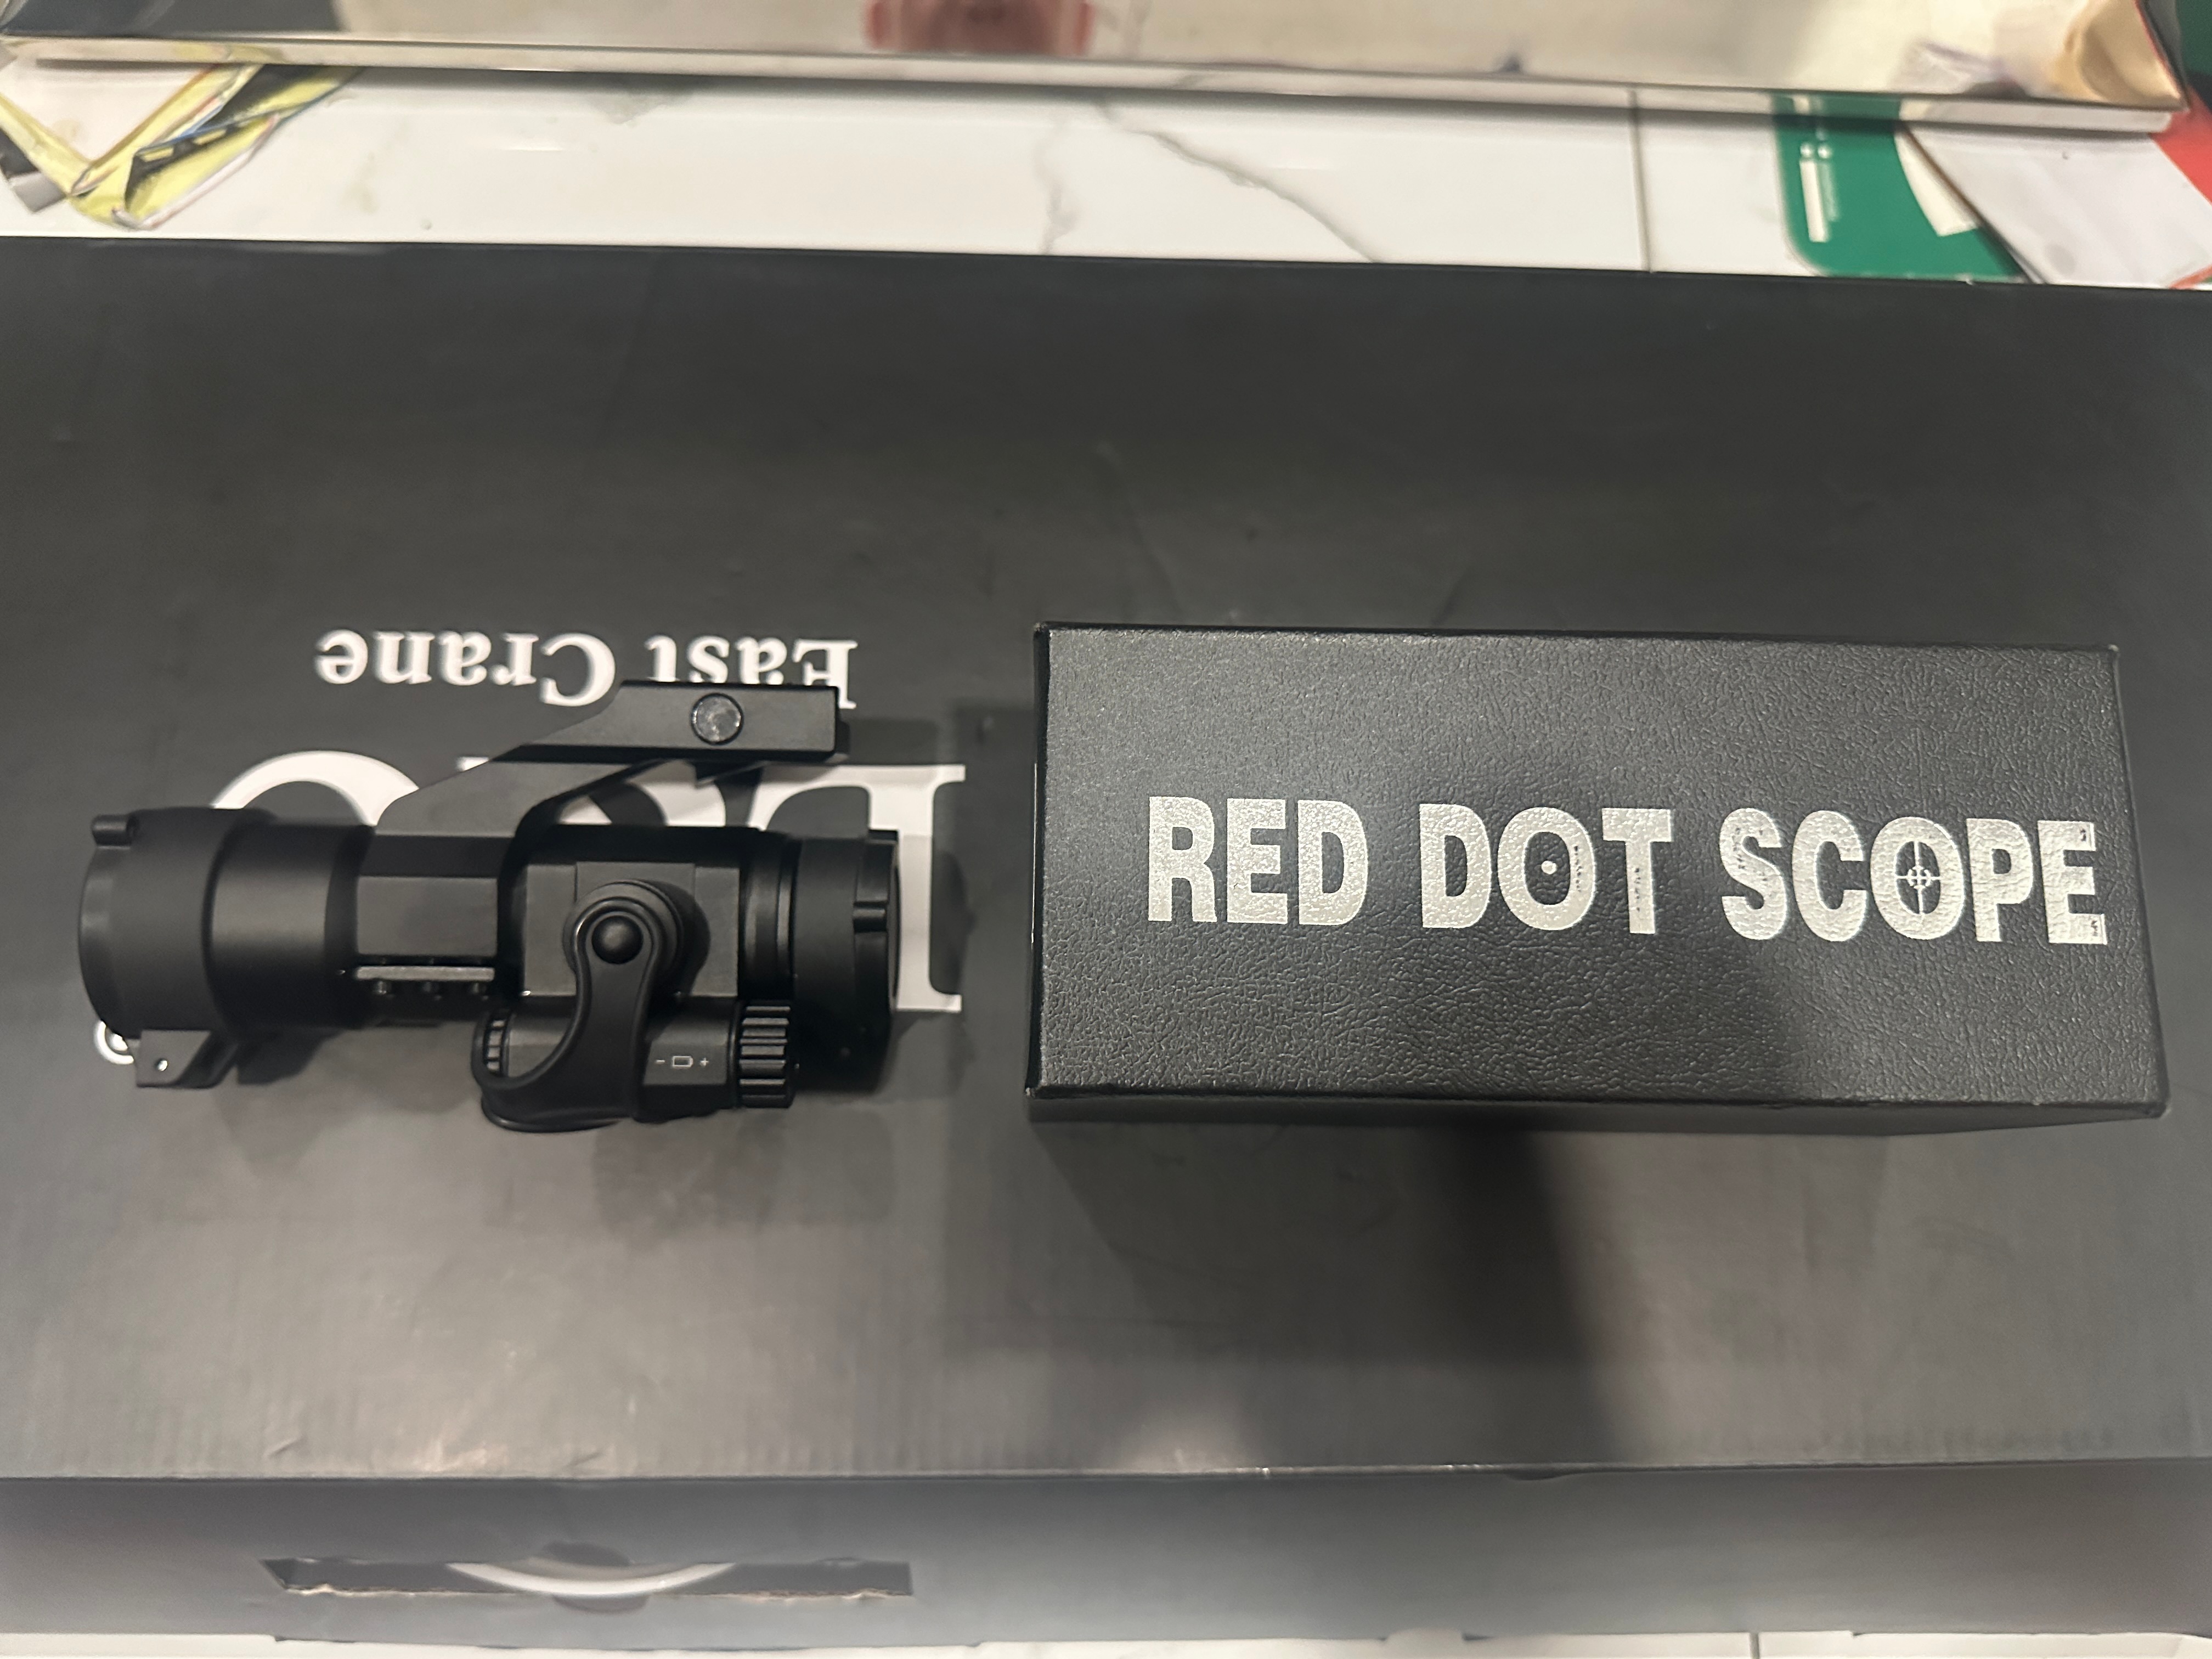 East Crane
RED DOT SCOPE
- +